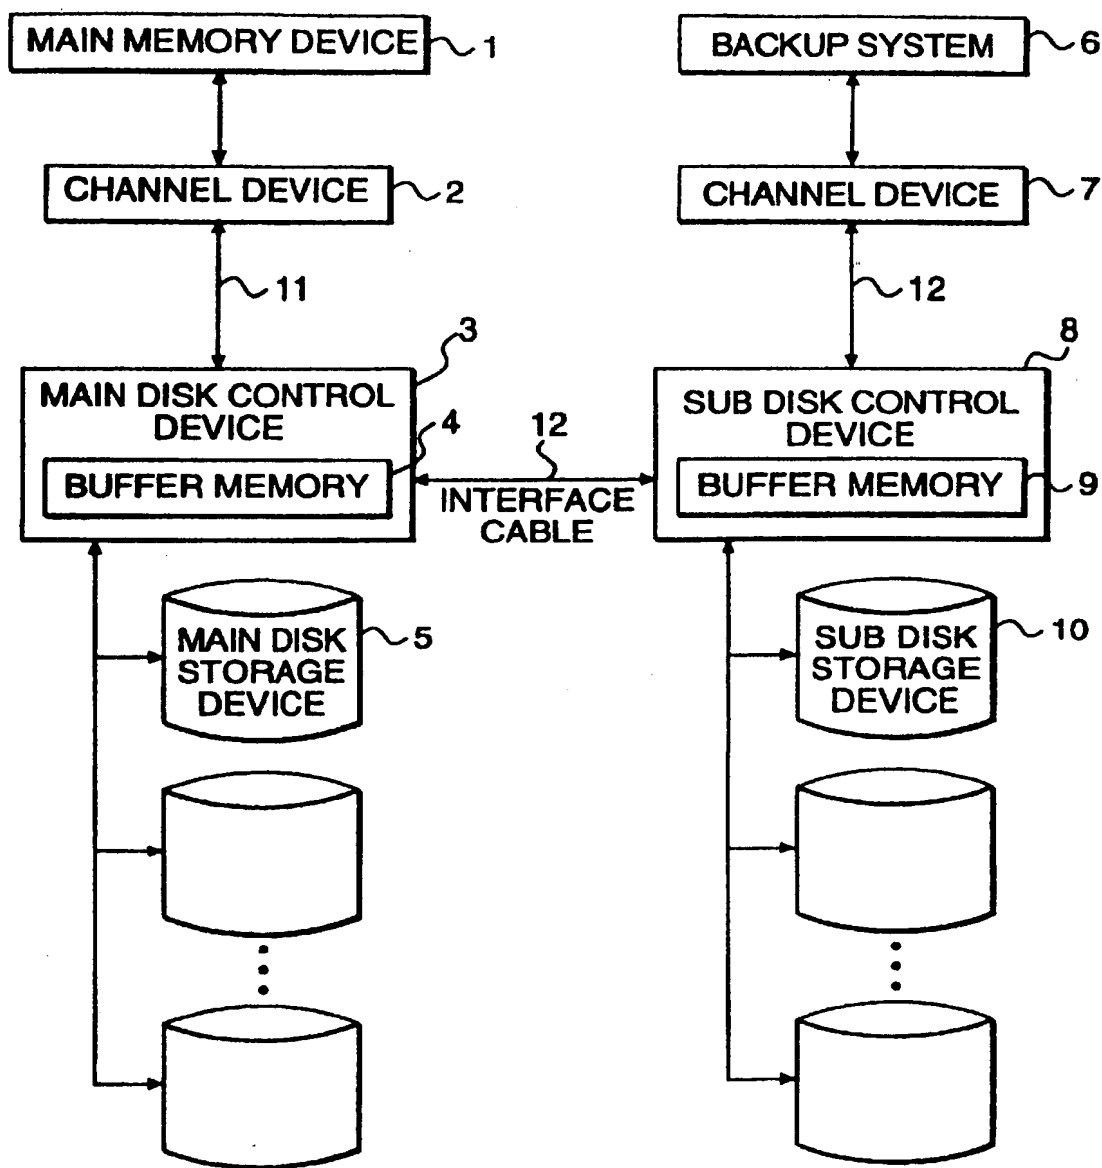 MAIN MEMORY DEVICE
1
CHANNEL DEVICE
2
11
3
MAIN DISK CONTROL
DEVICE
4
BUFFER MEMORY
12
INTERFACE
CABLE
MAIN DISK
STORAGE
DEVICE
5
BACKUP SYSTEM
6
CHANNEL DEVICE
7
12
8
SUB DISK CONTROL
DEVICE
BUFFER MEMORY
9
SUB DISK
STORAGE
DEVICE
10